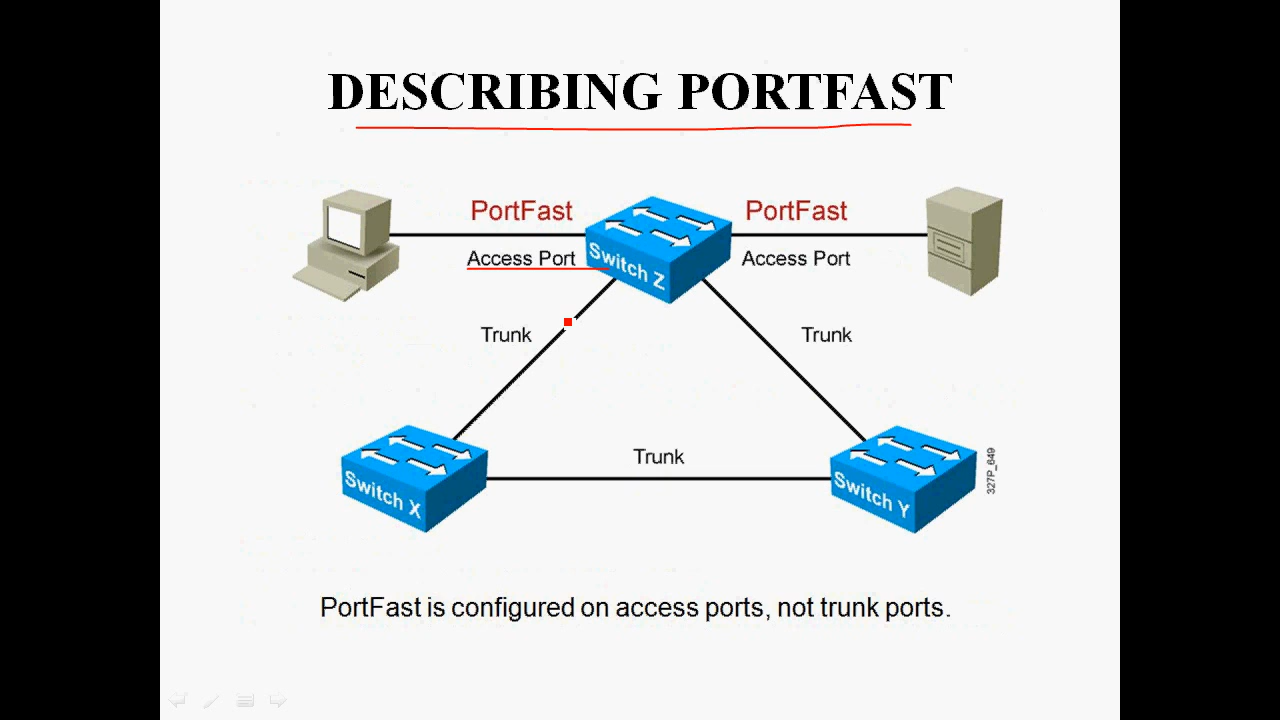 DESCRIBING PORTFAST
PortFast
PortFast
Access Port
Access Port
Switch Z
Trunk
Trunk
Trunk
Switch X
Switch Y
327P_649
PortFast is configured on access ports, not trunk ports.